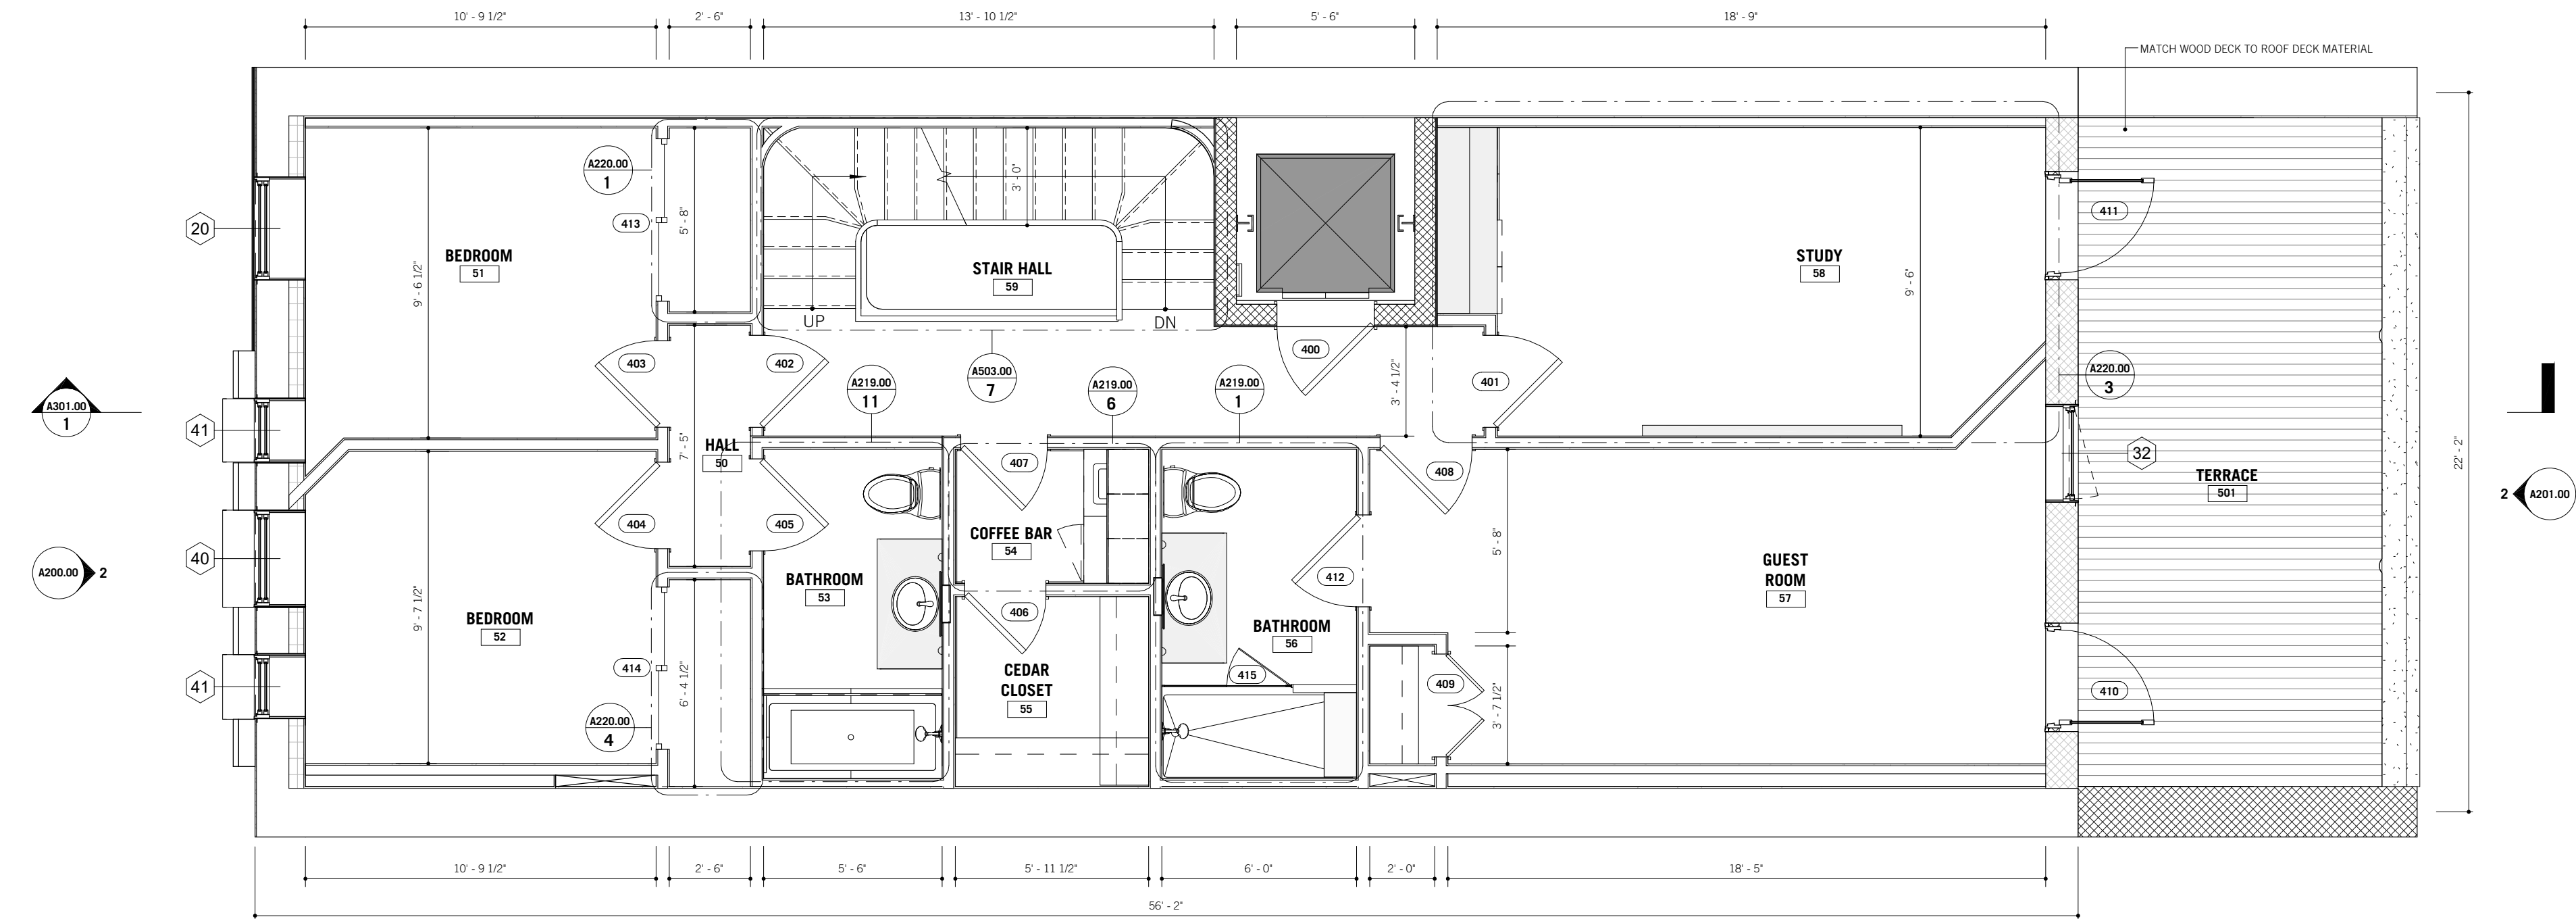 10' - 9 1/2"
2' - 6"
13' - 10 1/2"
5' - 6"
18' - 9"
MATCH WOOD DECK TO ROOF DECK MATERIAL
A220.00
1
413
5' - 8"
3' - 0"
20
BEDROOM
51
9' - 6 1/2"
STAIR HALL
59
UP
DN
STUDY
58
9' - 6"
411
403
402
A503.00
7
A219.00
11
A219.00
6
A219.00
1
400
3' - 4 1/2"
401
A220.00
3
A301.00
1
41
HALL
50
7' - 5"
407
408
32
TERRACE
501
22' - 2"
2
A201.00
404
405
COFFEE BAR
54
5' - 8"
40
A200.00
2
BATHROOM
53
412
GUEST
ROOM
57
BEDROOM
52
9' - 7 1/2"
406
BATHROOM
56
414
6' - 4 1/2"
CEDAR
CLOSET
55
415
409
3' - 7 1/2"
410
41
A220.00
4
10' - 9 1/2"
2' - 6"
5' - 6"
5' - 11 1/2"
6' - 0"
2' - 0"
18' - 5"
56' - 2"